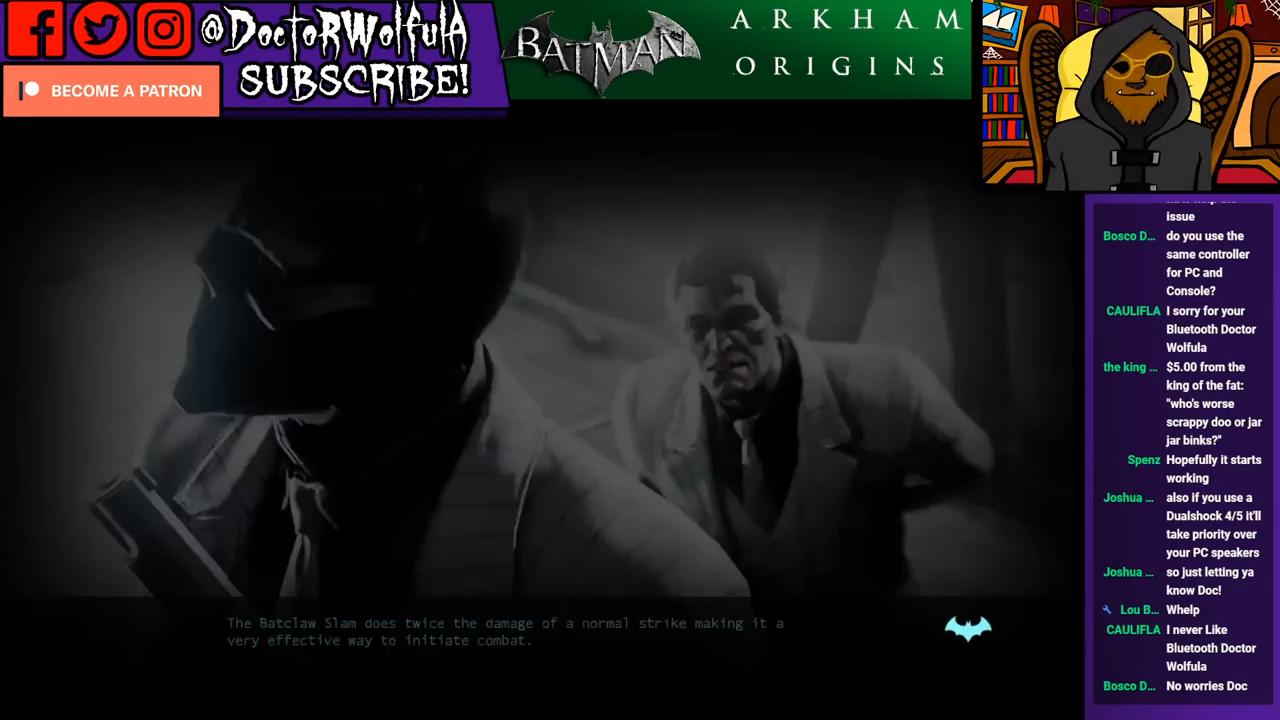 @DoctoRWolfulA
SUBSCRIBE!
BECOME A PATRON
BATMAN
ARKHAM
ORIGINS
issue
Bosco D... do you use the
same controller
for PC and
Console?
CAULIFLA I sorry for your
Bluetooth Doctor
Wolfula
the king ... $5.00 from the
king of the fat:
"who's worse
scrappy doo or jar
jar binks?"
Spenz Hopefully it starts
working
Joshua ... also if you use a
Dualshock 4/5 it'll
take priority over
your PC speakers
Joshua ... so just letting ya
know Doc!
Lou B... Whelp
CAULIFLA I never Like
Bluetooth Doctor
Wolfula
Bosco D... No worries Doc
The Batclaw Slam does twice the damage of a normal strike making it a
very effective way to initiate combat.